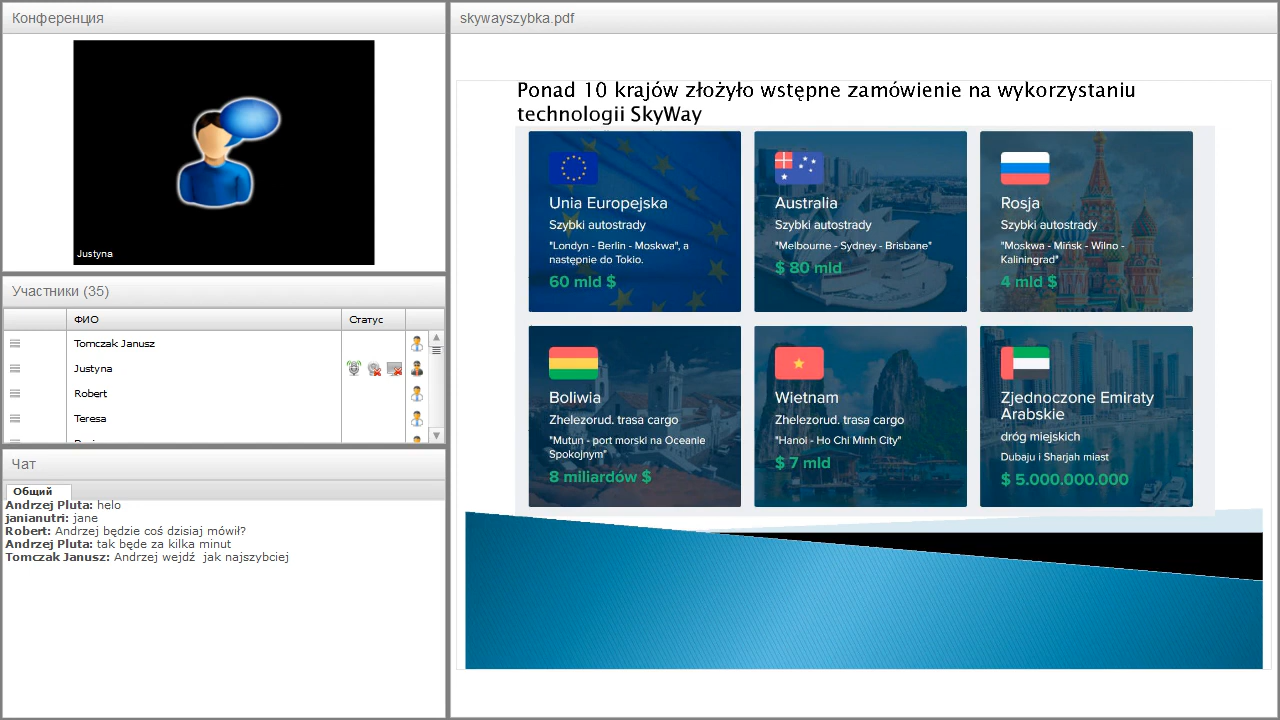 Конференция
Justyna
Участники (35)
ФИО
Статус
Tomczak Janusz
Justyna
Robert
Teresa
Чат
Общий
Andrzej Pluta: helo
janianutri: jane
Robert: Andrzej będzie coś dzisiaj mówił?
Andrzej Pluta: tak będe za kilka minut
Tomczak Janusz: Andrzej wejdź jak najszybciej
skywayszybka.pdf
Ponad 10 krajów złożyło wstępne zamówienie na wykorzystaniu
technologii SkyWay
Unia Europejska
Szybki autostrady
"Londyn - Berlin - Moskwa", a
następnie do Tokio.
60 mld $
Australia
Szybki autostrady
"Melbourne - Sydney - Brisbane"
$ 80 mld
Rosja
Szybki autostrady
"Moskwa - Mińsk - Wilno -
Kaliningrad"
4 mld $
Boliwia
Zhelezorud. trasa cargo
"Mutun - port morski na Oceanie
Spokojnym"
8 miliardów $
Wietnam
Zhelezorud. trasa cargo
"Hanoi - Ho Chi Minh City"
$ 7 mld
Zjednoczone Emiraty
Arabskie
dróg miejskich
Dubaju i Sharjah miast
$ 5.000.000.000